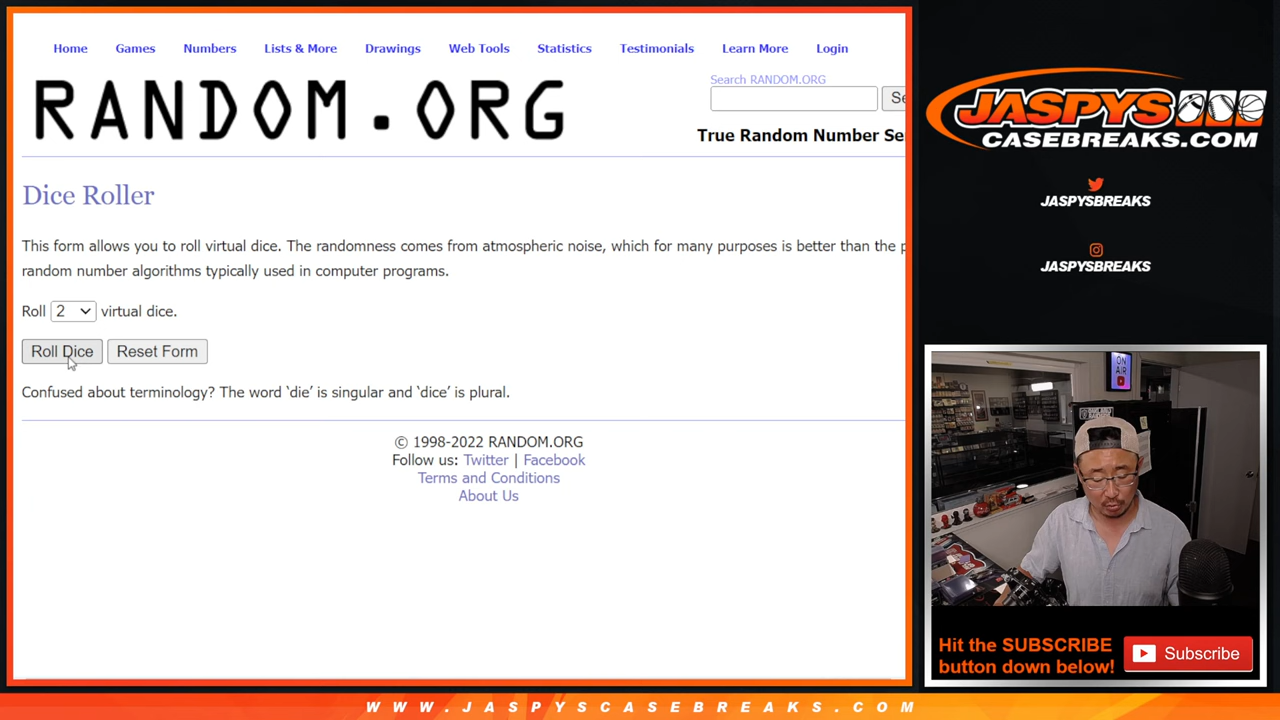 Home Games Numbers Lists & More Drawings Web Tools Statistics Testimonials Learn More Login
RANDOM.ORG
Search RANDOM.ORG
Se
True Random Number Se
Dice Roller
This form allows you to roll virtual dice. The randomness comes from atmospheric noise, which for many purposes is better than the p
random number algorithms typically used in computer programs.
Roll 2 virtual dice.
Roll Dice Reset Form
Confused about terminology? The word ‘die’ is singular and ‘dice’ is plural.
© 1998-2022 RANDOM.ORG
Follow us: Twitter | Facebook
Terms and Conditions
About Us
JASPYS
CASEBREAKS.COM
JASPYSBREAKS
JASPYSBREAKS
ON
AIR
Hit the SUBSCRIBE
button down below!
Subscribe
WWW.JASPYSCASEBREAKS.COM